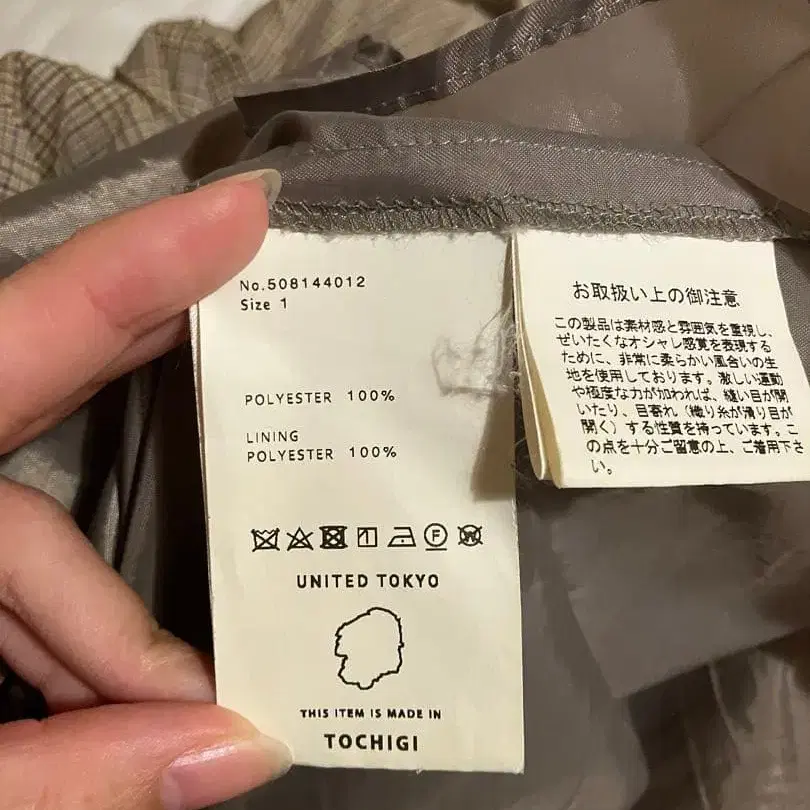 No.508144012
Size 1
POLYESTER 100%
LINING
POLYESTER 100%
UNITED TOKYO
THIS ITEM IS MADE IN
TOCHIGI
お取扱い上の御注意
この製品は素材感と雰囲気を重視し、
ぜいたくなオシャレ感覚を表現する
ために、非常に柔らかい風合いの生
地を使用しております。激しい運動
や極度な力が加われば、縫い目が開
いたり、目寄れ（織り糸が滑り目が
開く）する性質を持っています。こ
の点を十分ご留意の上、ご着用下さ
い。